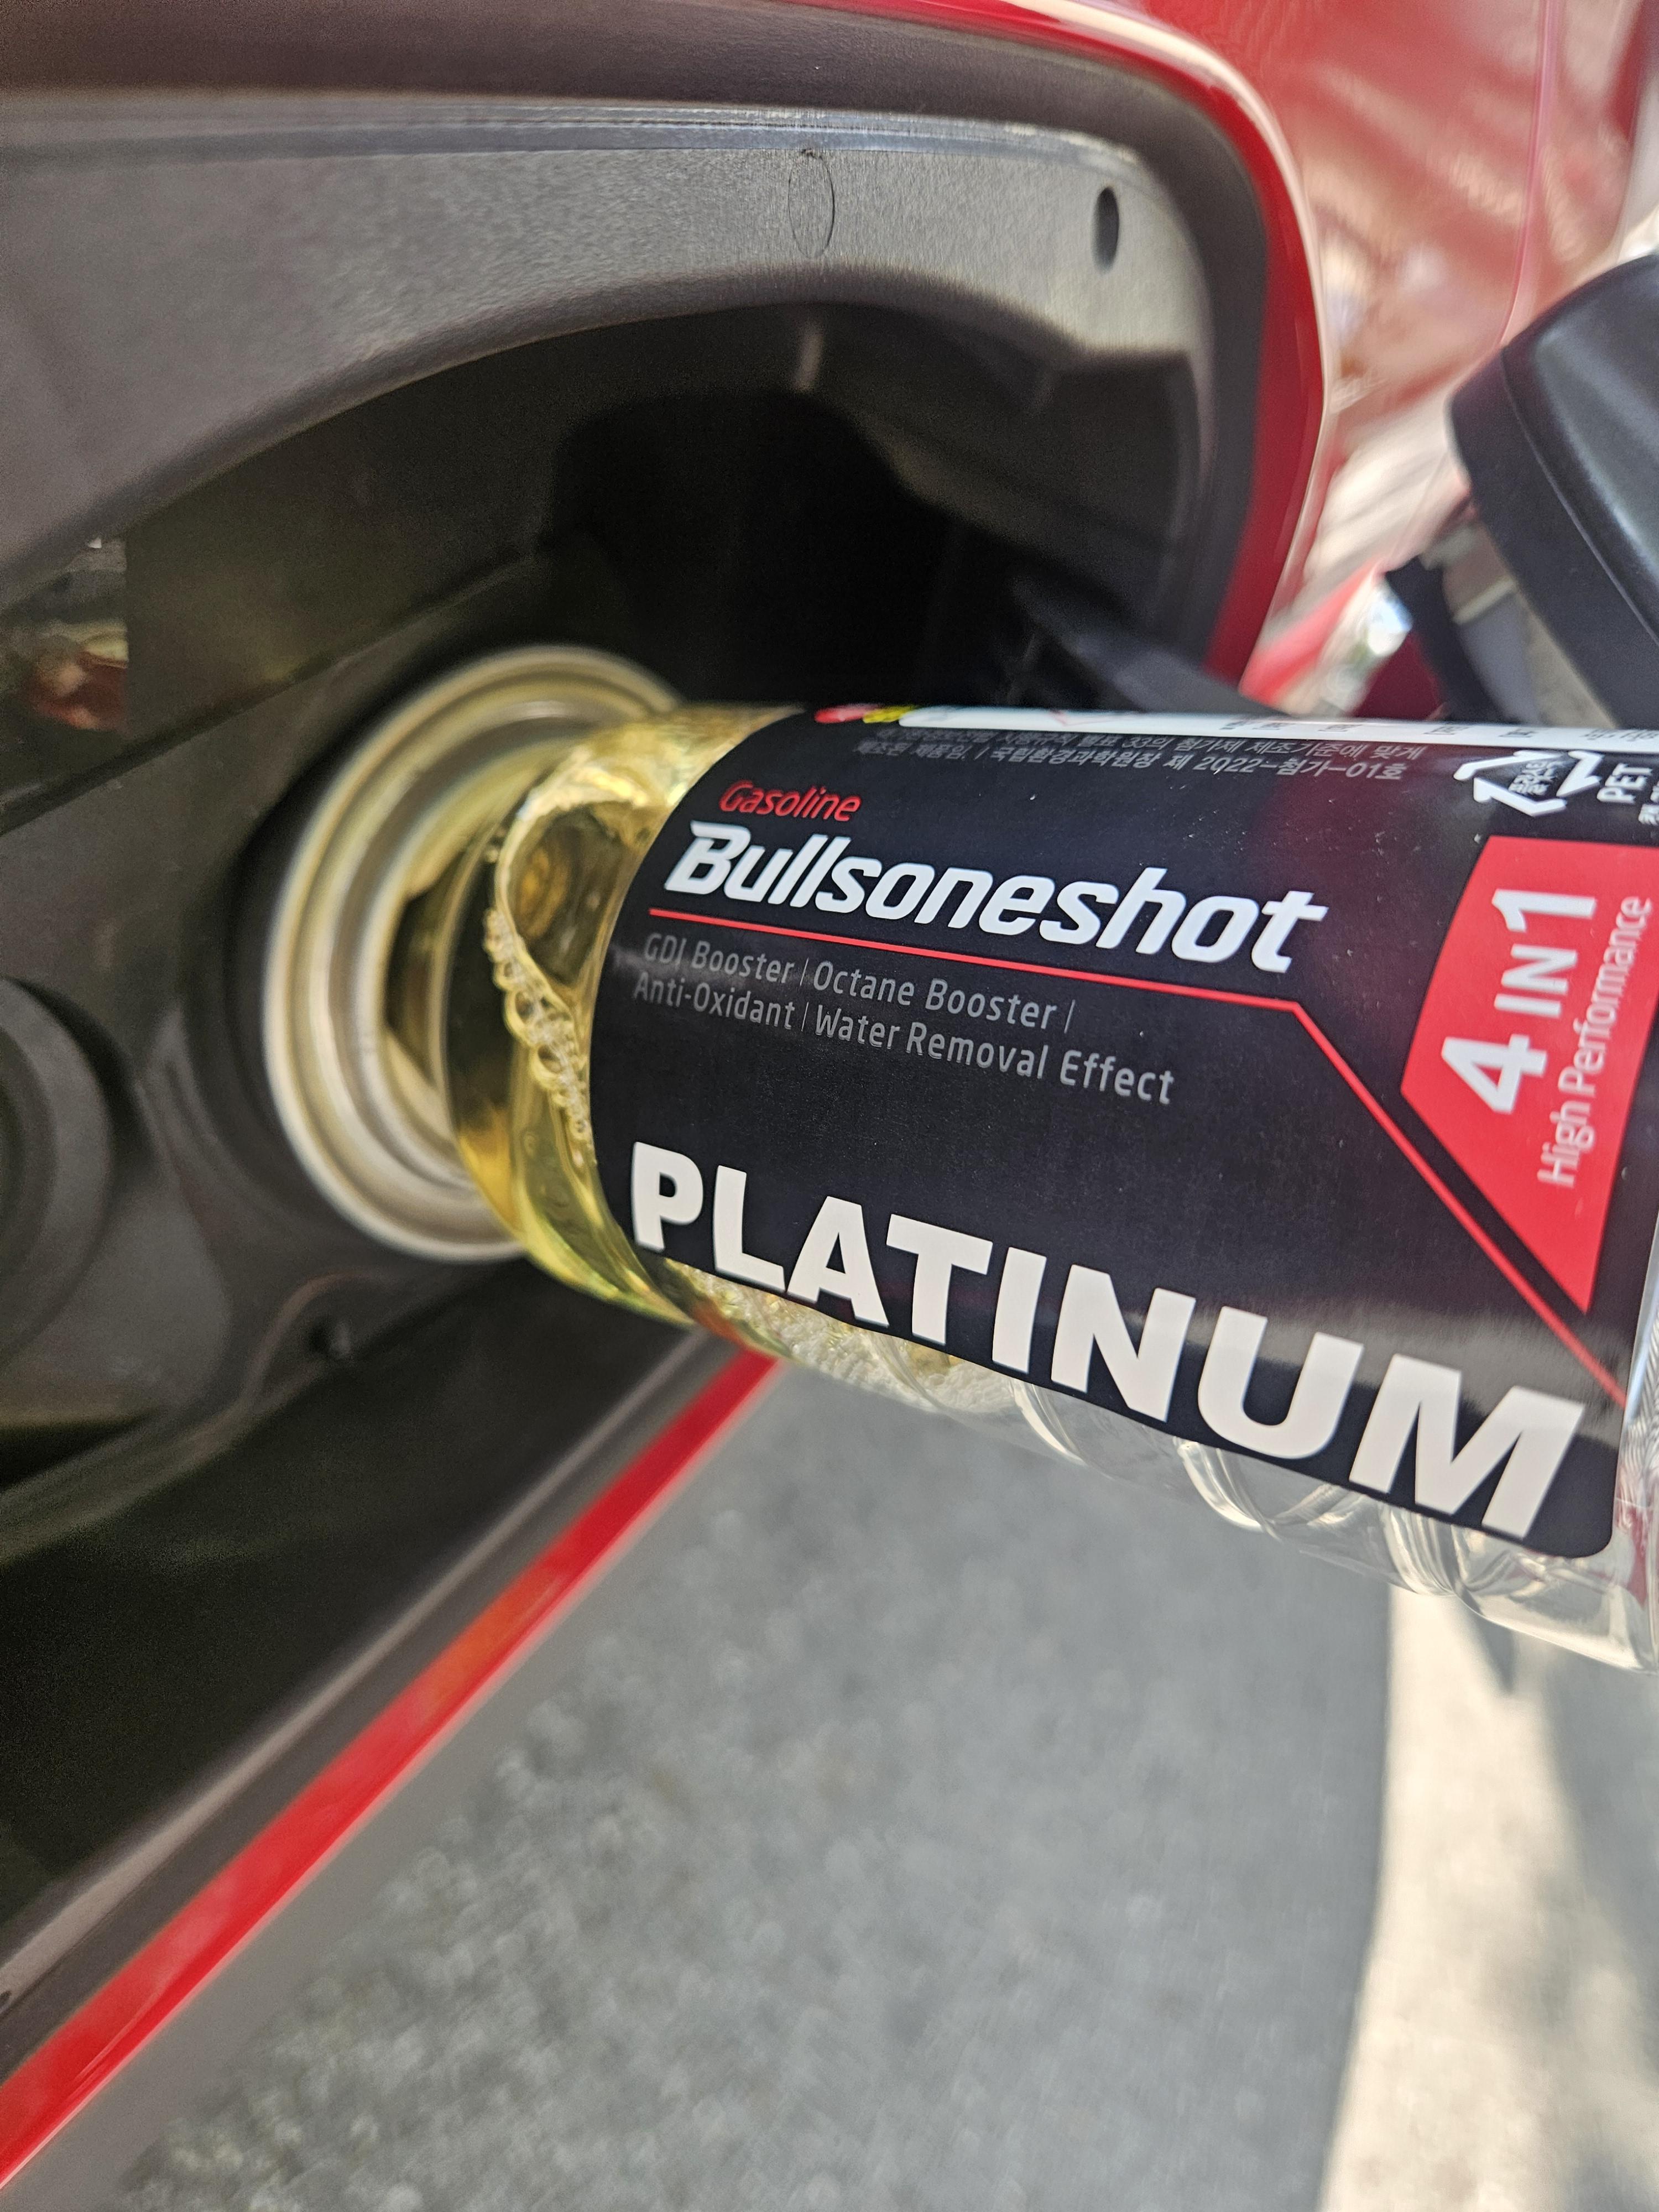 제조된 제품임. / 국립환경과학원장 제 2022-첨가-01호
Gasoline
Bullsoneshot
GDI Booster | Octane Booster |
Anti-Oxidant | Water Removal Effect
PLATINUM
4 IN 1
High Performance
PET